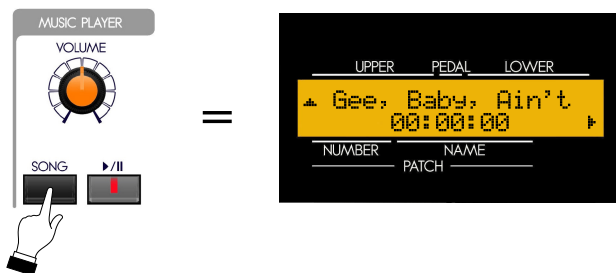 MUSIC PLAYER
VOLUME
SONG ▶/II
=
UPPER PEDAL LOWER
Gee, Baby, Ain't
00:00:00
NUMBER NAME
PATCH